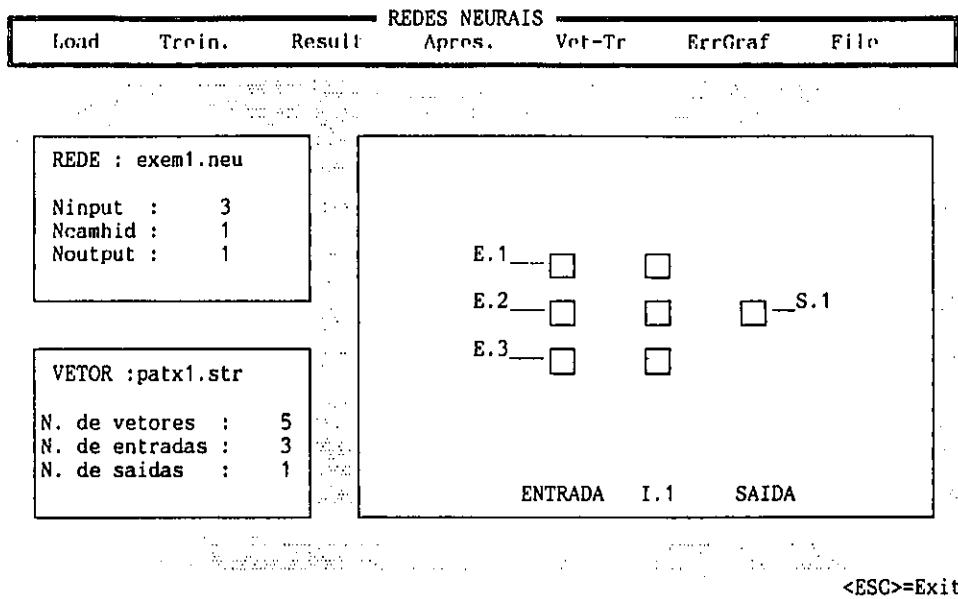 REDES NEURAIS
Load Trein. Result Apres. Vet-Tr ErrGraf File
REDE : exem1.neu
Ninput : 3
Ncamhid : 1
Noutput : 1
VETOR :patx1.str
N. de vetores : 5
N. de entradas : 3
N. de saidas : 1
E.1
E.2
E.3
S.1
ENTRADA I.1 SAIDA
<ESC>=Exit